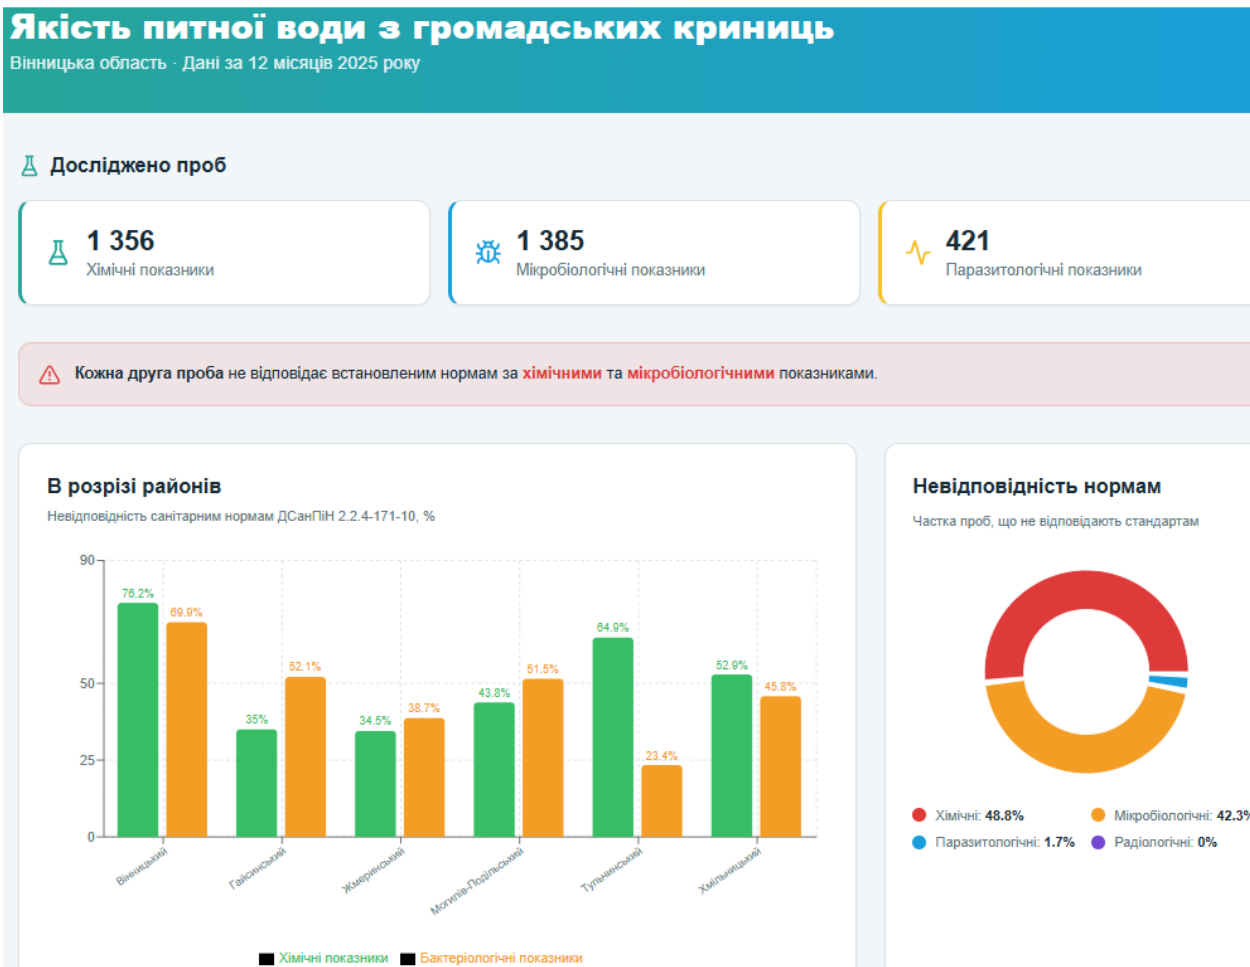 Якість питної води з громадських криниць
Вінницька область · Дані за 12 місяців 2025 року
Досліджено проб
1 356
Хімічні показники
1 385
Мікробіологічні показники
421
Паразитологічні показники
Кожна друга проба не відповідає встановленим нормам за хімічними та мікробіологічними показниками.
В розрізі районів
Невідповідність санітарним нормам ДСанПіН 2.2.4-171-10, %
90
50
25
0
76.2%
69.9%
35%
52.1%
34.5%
38.7%
43.8%
51.5%
64.9%
23.4%
52.9%
45.8%
Вінницький
Гайсинський
Жмеринський
Могилів-Подільський
Тульчинський
Хмільницький
Хімічні показники
Бактеріологічні показники
Невідповідність нормам
Частка проб, що не відповідають стандартам
Хімічні: 48.8%
Мікробіологічні: 42.3%
Паразитологічні: 1.7%
Радіологічні: 0%